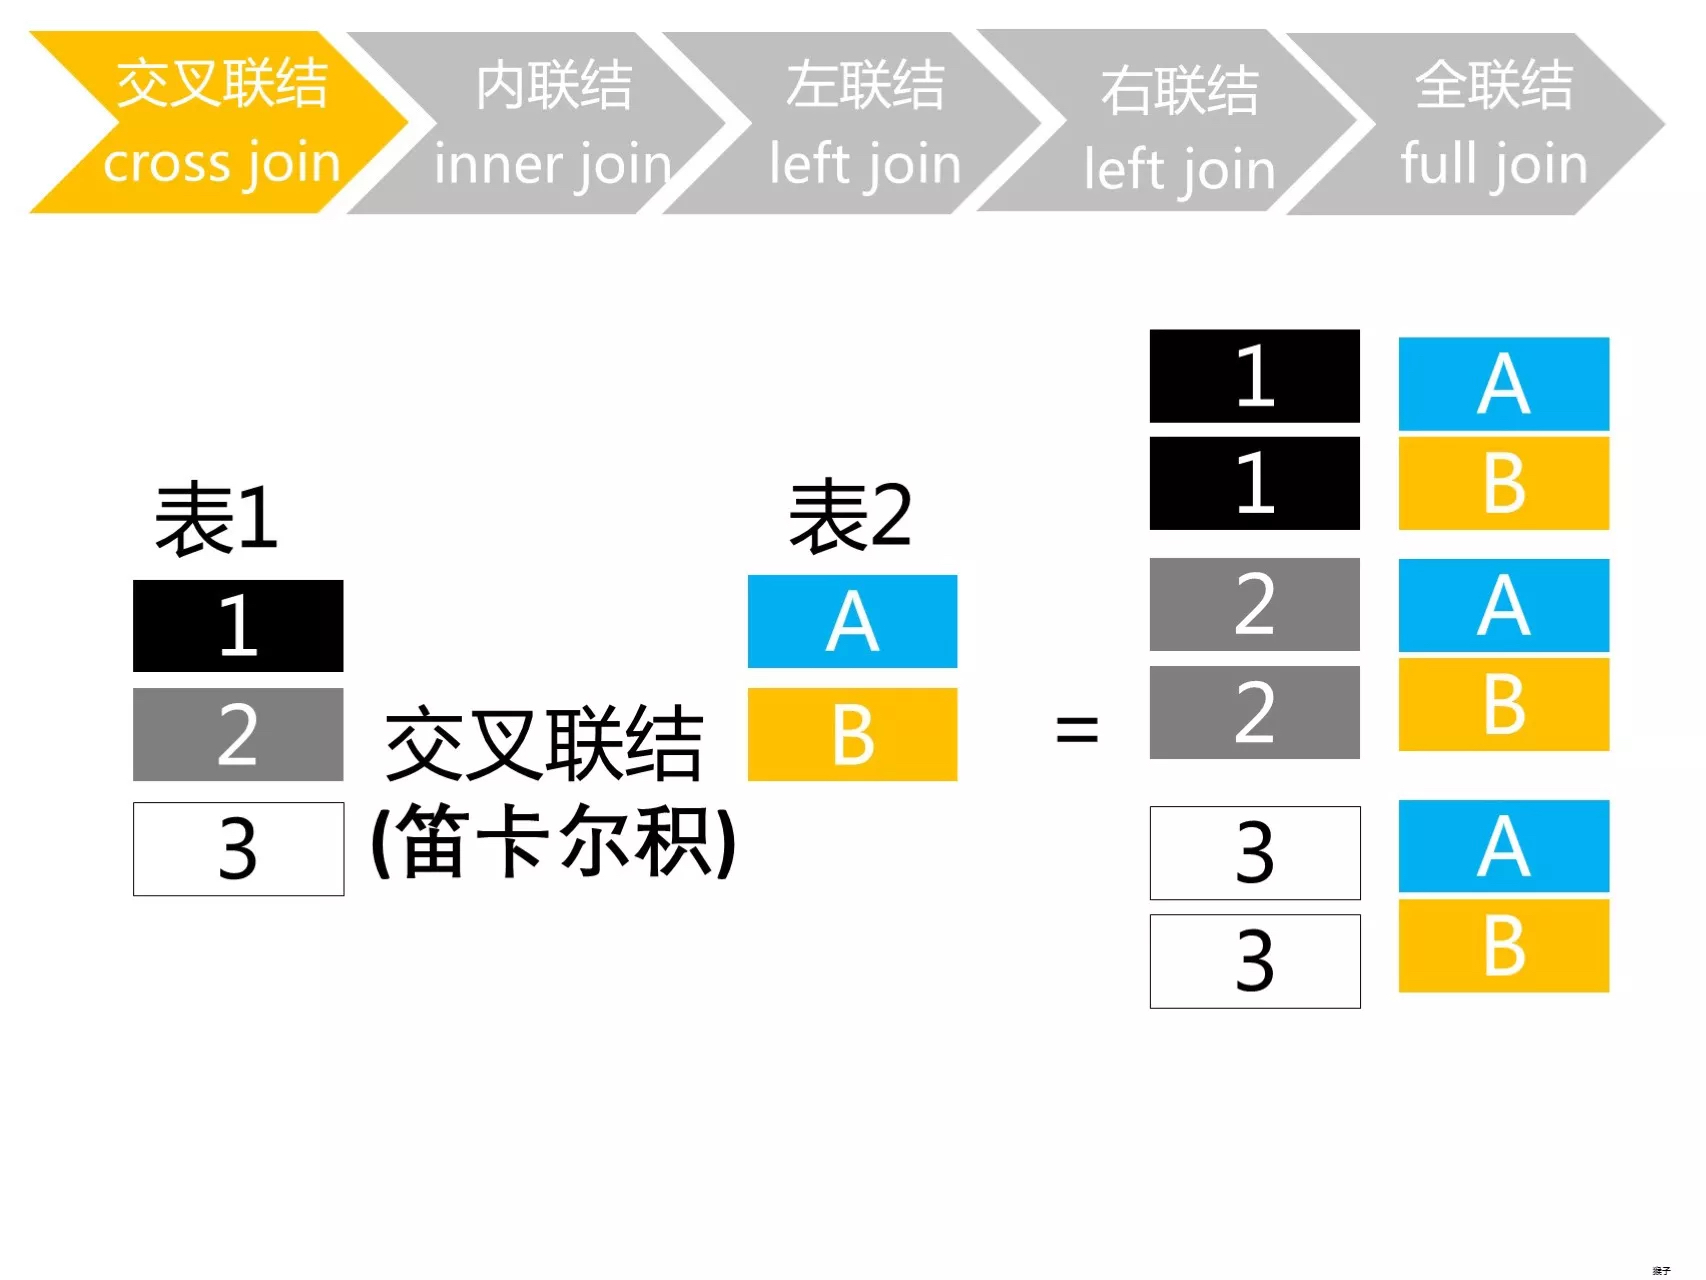 交叉联结
cross join
内联结
inner join
左联结
left join
右联结
left join
全联结
full join
表1
1
2
3
交叉联结
(笛卡尔积)
表2
A
B
=
1 A
1 B
2 A
2 B
3 A
3 B
猴子